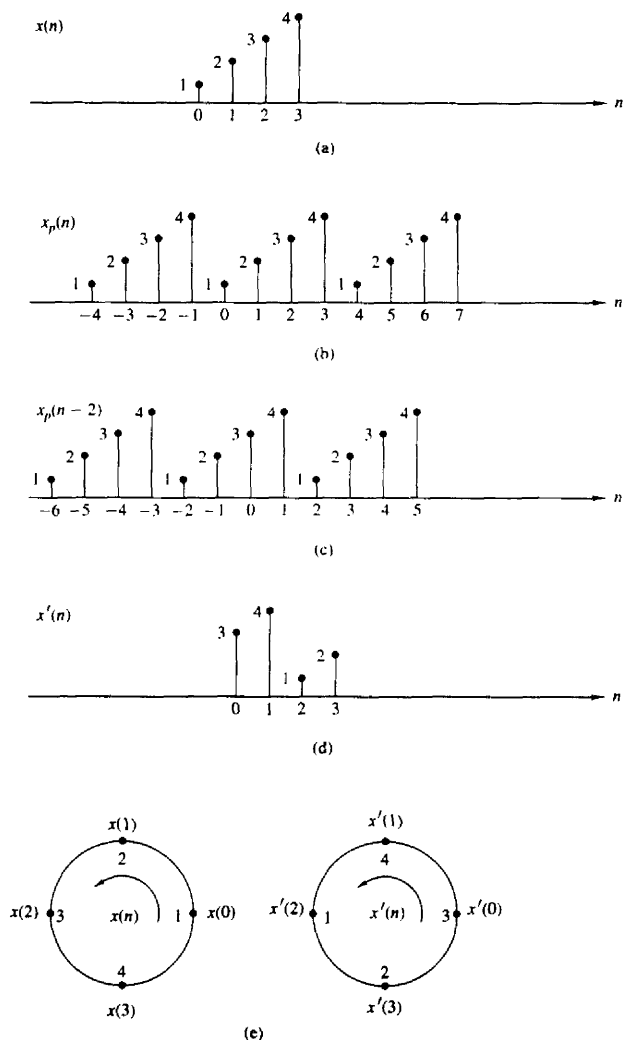 x(n)
1 2 3 4
0 1 2 3 n
(a)
x_p(n)
1 2 3 4 1 2 3 4 1 2 3 4
−4 −3 −2 −1 0 1 2 3 4 5 6 7 n
(b)
x_p(n − 2)
1 2 3 4 1 2 3 4 1 2 3 4
−6 −5 −4 −3 −2 −1 0 1 2 3 4 5 n
(c)
x′(n)
3 4 1 2
0 1 2 3 n
(d)
x(1) x′(1)
2 4
x(2) 3 x(n) 1 x(0) x′(2) 1 x′(n) 3 x′(0)
4 2
x(3) x′(3)
(e)